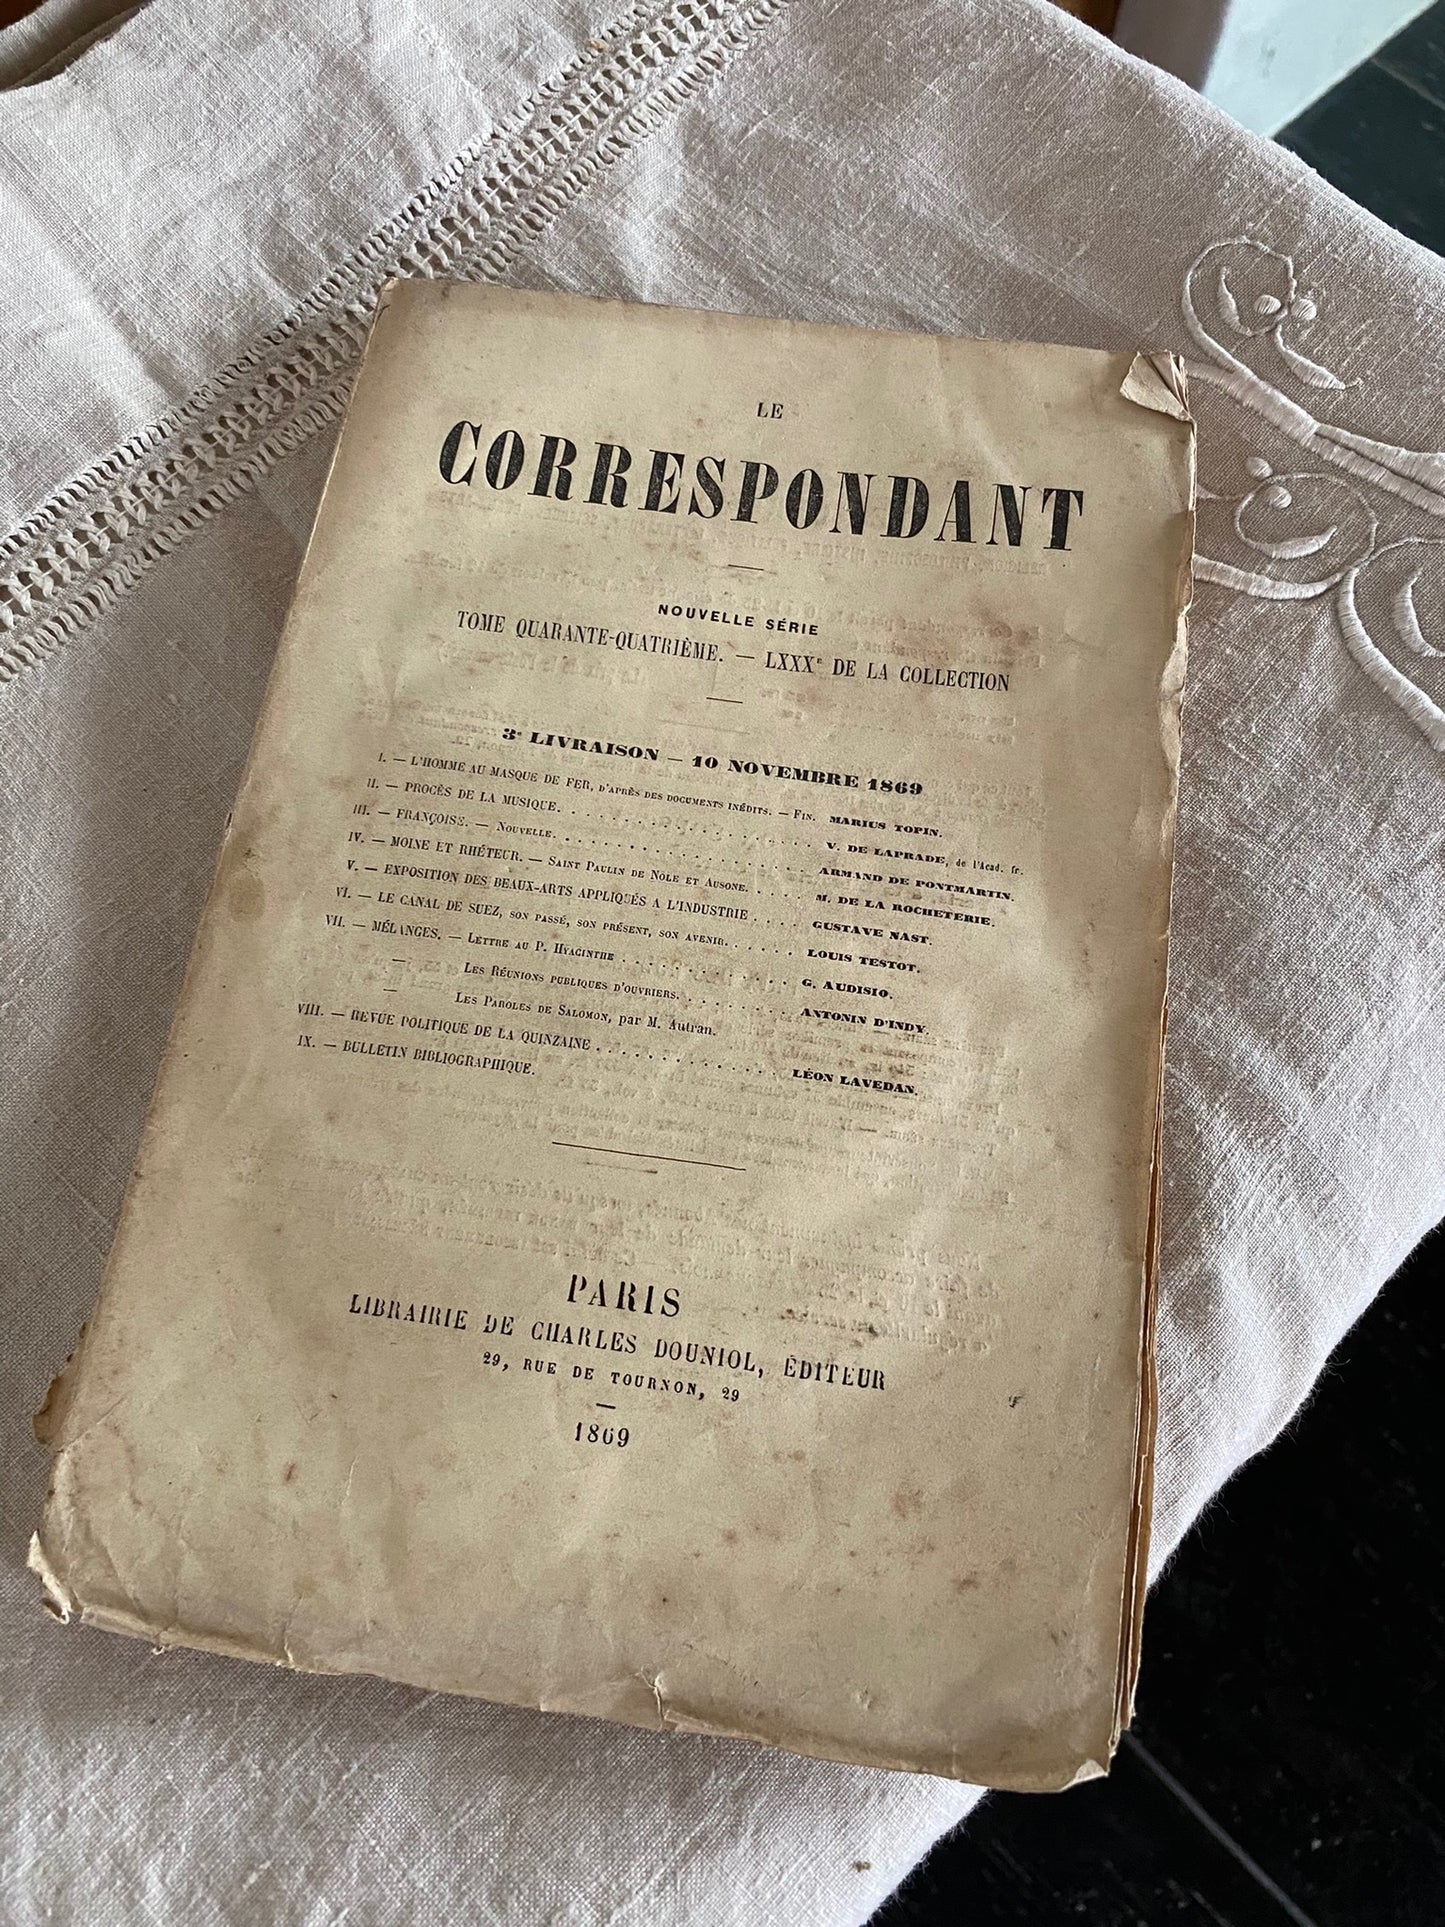 LE
CORRESPONDANT
NOUVELLE SÉRIE
TOME QUARANTE-QUATRIÈME. — LXXXᵉ DE LA COLLECTION
3ᵉ LIVRAISON — 10 NOVEMBRE 1869
I. — L'HOMME AU MASQUE DE FER, D'APRÈS DES DOCUMENTS INÉDITS. — FIN. MARIUS TOPIN.
II. — PROCÈS DE LA MUSIQUE. . . . . . . . . . . . . . . . . . V. DE LAPRADE, de l'Acad. fr.
III. — FRANÇOISE. — NOUVELLE. . . . . . . . . . . . . . . . . . ARMAND DE PONTMARTIN.
IV. — MOINE ET RHÉTEUR. — SAINT PAULIN DE NOLE ET AUSONE. . . . . M. DE LA ROCHETERIE.
V. — EXPOSITION DES BEAUX-ARTS APPLIQUÉS A L'INDUSTRIE . . . . GUSTAVE NAST.
VI. — LE CANAL DE SUEZ, SON PASSÉ, SON PRÉSENT, SON AVENIR. . . . . . LOUIS TESTOT.
VII. — MÉLANGES. — LETTRE AU P. HYACINTHE . . . . . . . . . . . . G. AUDISIO.
— LES RÉUNIONS PUBLIQUES D'OUVRIERS. . . . . . . . . ANTONIN D'INDY.
— LES PAROLES DE SALOMON, par M. Autran.
VIII. — REVUE POLITIQUE DE LA QUINZAINE . . . . . . . . . . . . . LÉON LAVEDAN.
IX. — BULLETIN BIBLIOGRAPHIQUE.
PARIS
LIBRAIRIE DE CHARLES DOUNIOL, ÉDITEUR
29, RUE DE TOURNON, 29
1869